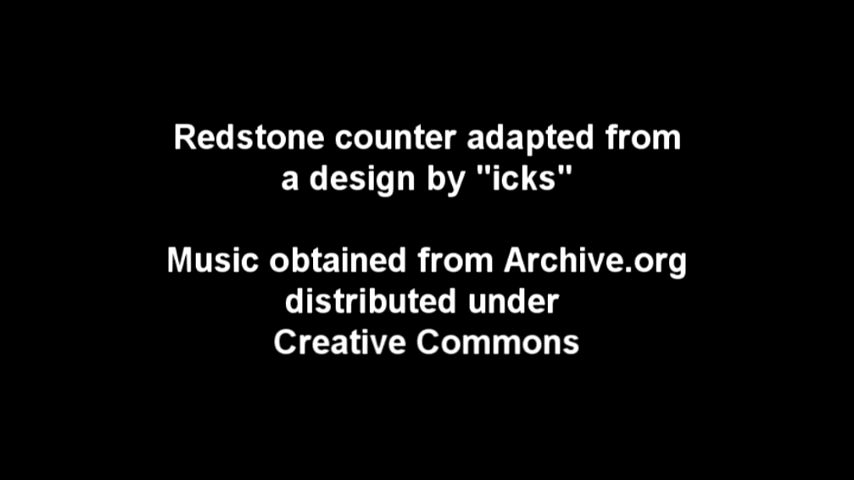 Redstone counter adapted from
a design by "icks"
Music obtained from Archive.org
distributed under
Creative Commons